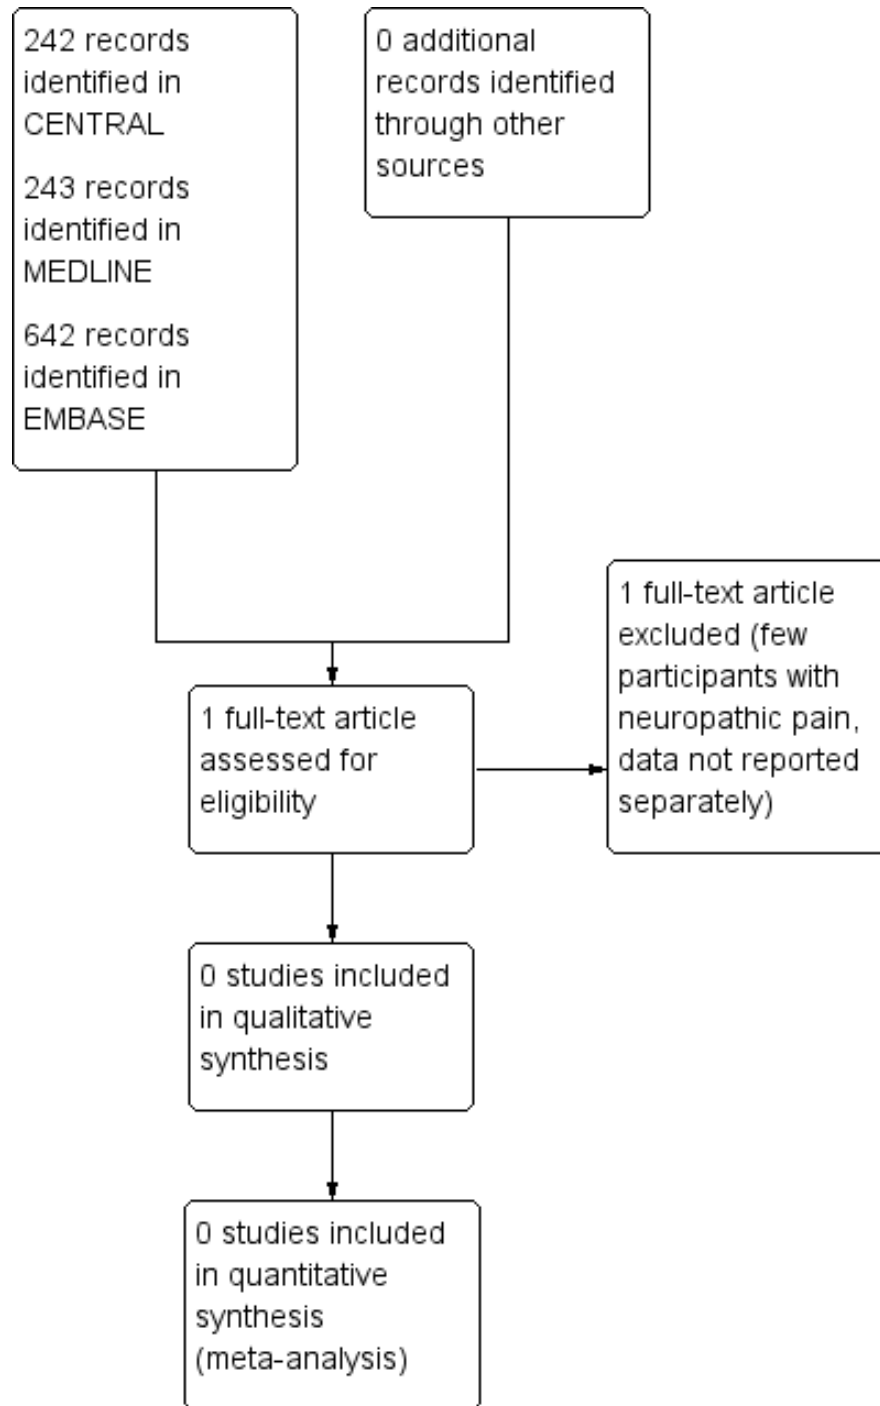 242 records
identified in
CENTRAL
243 records
identified in
MEDLINE
642 records
identified in
EMBASE
0 additional
records identified
through other
sources
1 full-text article
excluded (few
participants with
neuropathic pain,
data not reported
separately)
1 full-text article
assessed for
eligibility
0 studies included
in qualitative
synthesis
0 studies included
in quantitative
synthesis
(meta-analysis)